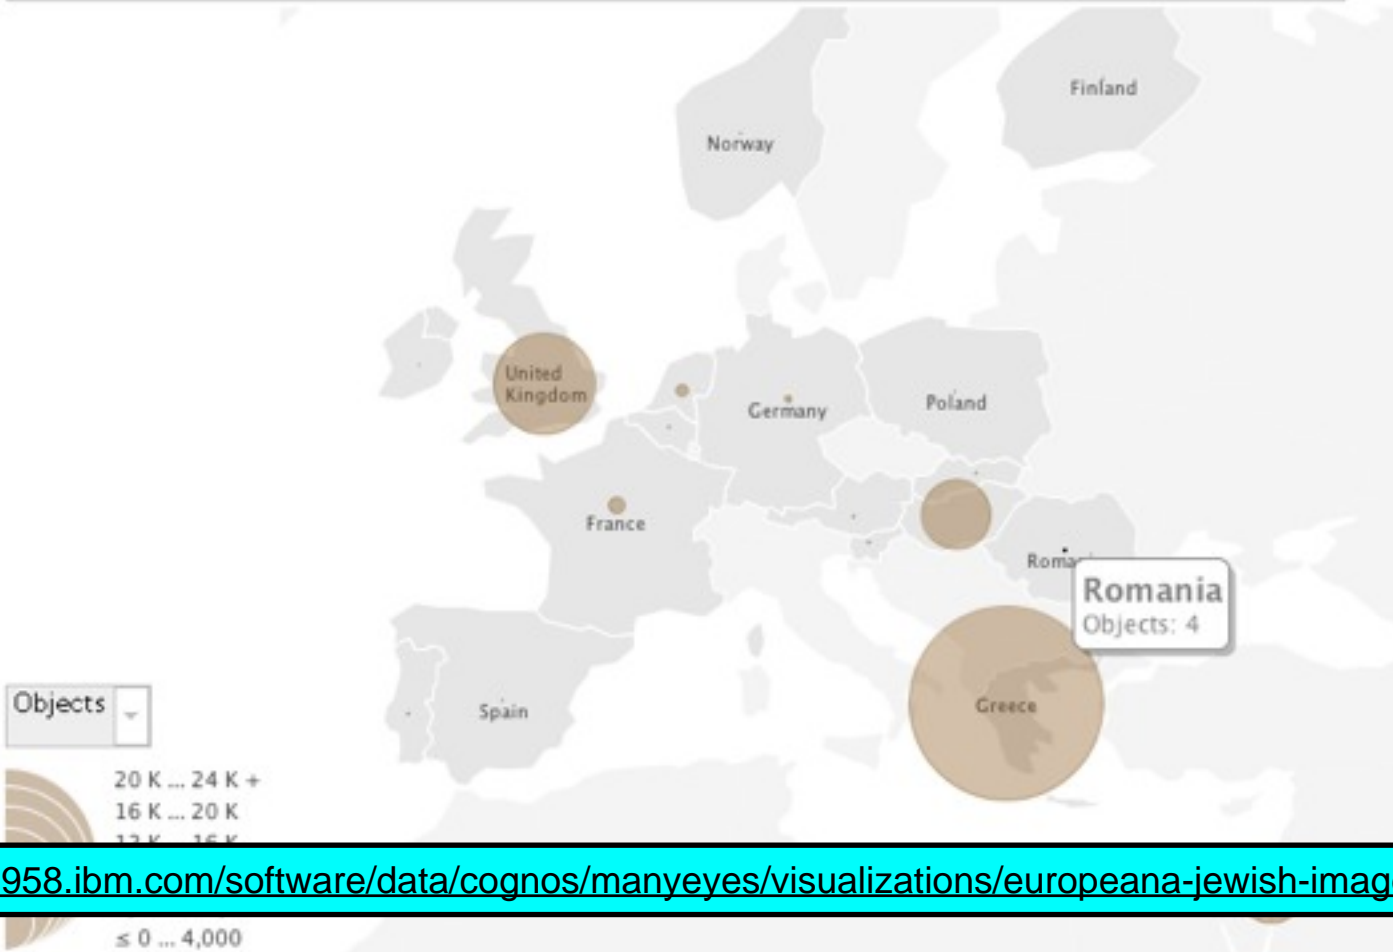 Finland
Norway
United
Kingdom
Germany
Poland
France
Romania
Objects: 4
Spain
Greece
Objects
20 K ... 24 K +
16 K ... 20 K
958.ibm.com/software/data/cognos/manyeyes/visualizations/europeana-jewish-imag
≤ 0 ... 4,000